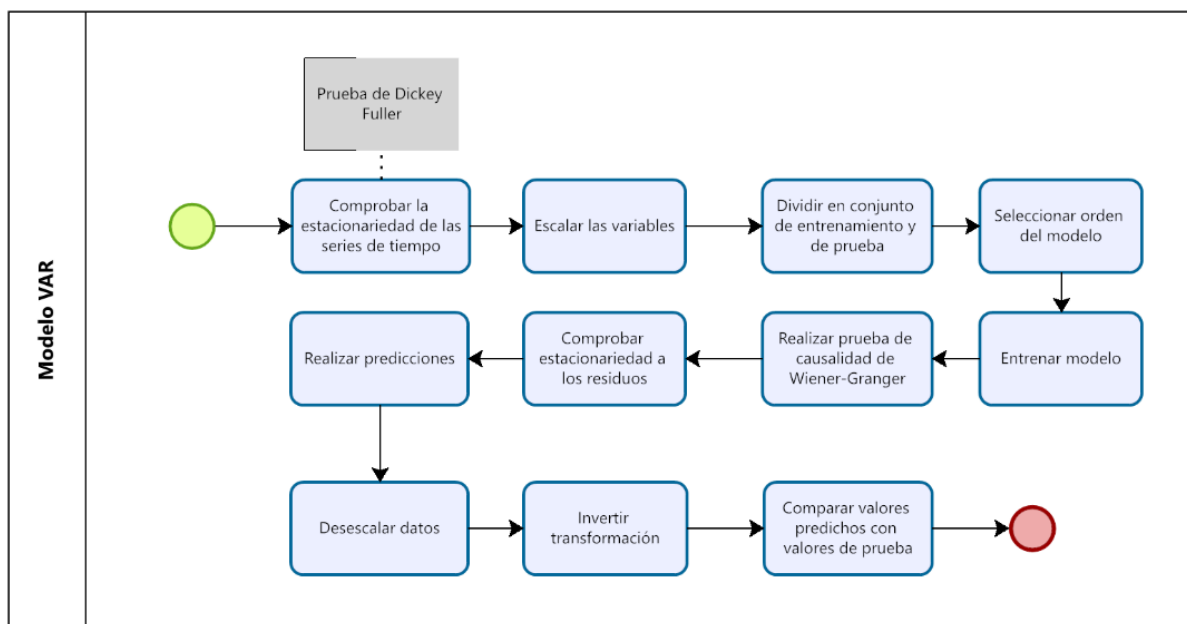 Modelo VAR
Prueba de Dickey
Fuller
Comprobar la
estacionariedad de las
series de tiempo
Escalar las variables
Dividir en conjunto
de entrenamiento y
de prueba
Seleccionar orden
del modelo
Entrenar modelo
Realizar prueba de
causalidad de
Wiener-Granger
Comprobar
estacionariedad a
los residuos
Realizar predicciones
Desescalar datos
Invertir
transformación
Comparar valores
predichos con
valores de prueba